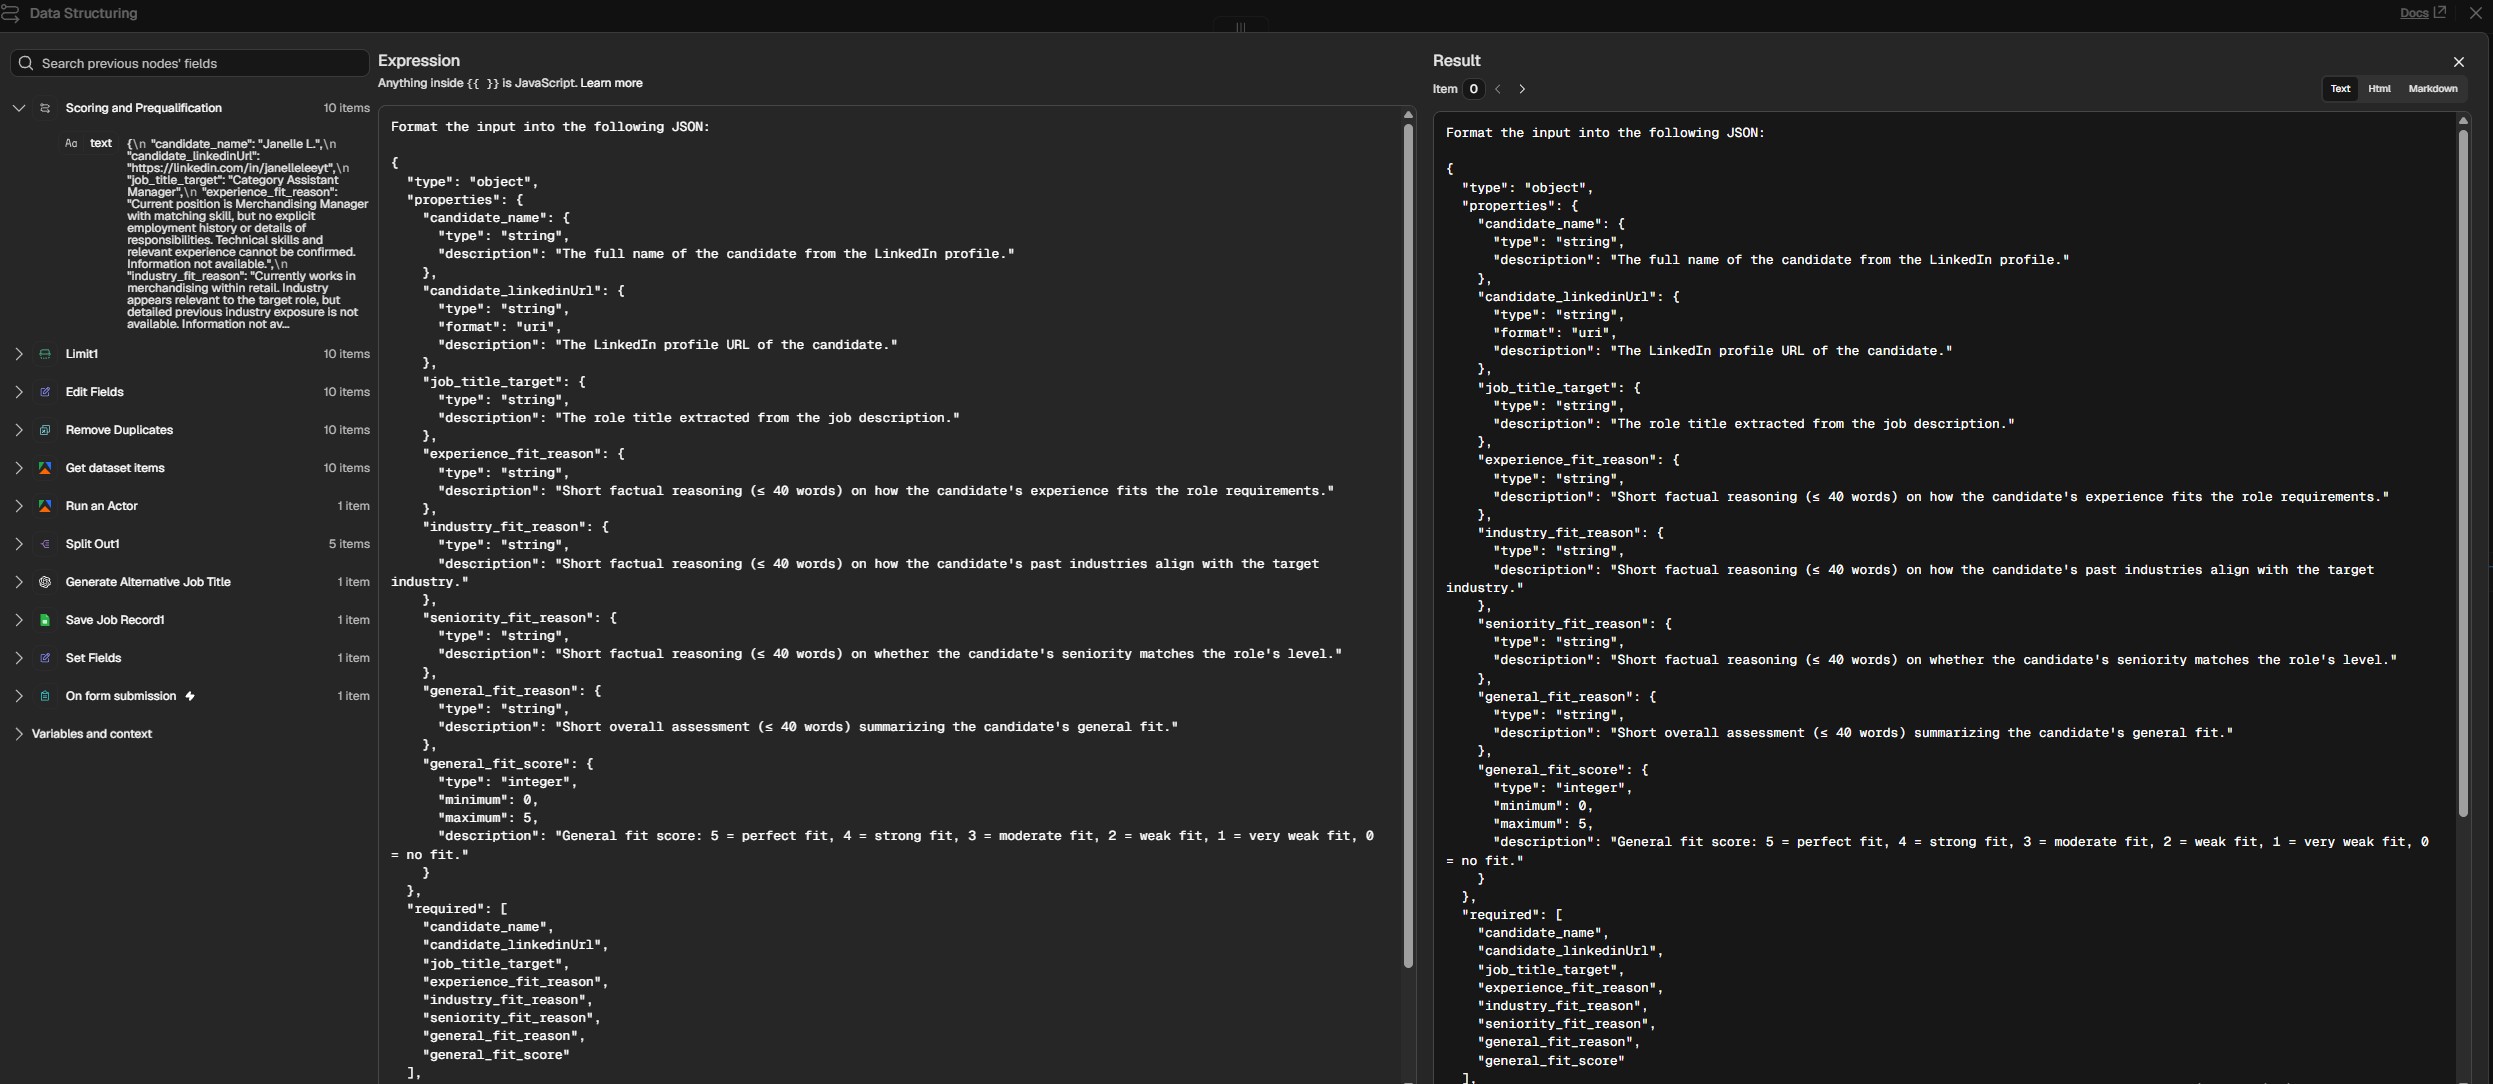 Data Structuring
Docs
Search previous nodes' fields
Scoring and Prequalification 10 items
Aa text {\n "candidate_name": "Janelle L.",\n
"candidate_linkedinUrl":
"https://linkedin.com/in/janelleleeyt",\n
"job_title_target": "Category Assistant
Manager",\n "experience_fit_reason":
"Current position is Merchandising Manager
with matching skill, but no explicit
employment history or details of
responsibilities. Technical skills and
relevant experience cannot be confirmed.
Information not available.",\n
"industry_fit_reason": "Currently works in
merchandising within retail. Industry
appears relevant to the target role, but
detailed previous industry exposure is not
available. Information not av...
Limit1 10 items
Edit Fields 10 items
Remove Duplicates 10 items
Get dataset items 10 items
Run an Actor 1 item
Split Out1 5 items
Generate Alternative Job Title 1 item
Save Job Record1 1 item
Set Fields 1 item
On form submission 1 item
Variables and context
Expression
Anything inside {{ }} is JavaScript. Learn more
Format the input into the following JSON:
{
"type": "object",
"properties": {
"candidate_name": {
"type": "string",
"description": "The full name of the candidate from the LinkedIn profile."
},
"candidate_linkedinUrl": {
"type": "string",
"format": "uri",
"description": "The LinkedIn profile URL of the candidate."
},
"job_title_target": {
"type": "string",
"description": "The role title extracted from the job description."
},
"experience_fit_reason": {
"type": "string",
"description": "Short factual reasoning (≤ 40 words) on how the candidate's experience fits the role requirements."
},
"industry_fit_reason": {
"type": "string",
"description": "Short factual reasoning (≤ 40 words) on how the candidate's past industries align with the target
industry."
},
"seniority_fit_reason": {
"type": "string",
"description": "Short factual reasoning (≤ 40 words) on whether the candidate's seniority matches the role's level."
},
"general_fit_reason": {
"type": "string",
"description": "Short overall assessment (≤ 40 words) summarizing the candidate's general fit."
},
"general_fit_score": {
"type": "integer",
"minimum": 0,
"maximum": 5,
"description": "General fit score: 5 = perfect fit, 4 = strong fit, 3 = moderate fit, 2 = weak fit, 1 = very weak fit, 0
= no fit."
}
},
"required": [
"candidate_name",
"candidate_linkedinUrl",
"job_title_target",
"experience_fit_reason",
"industry_fit_reason",
"seniority_fit_reason",
"general_fit_reason",
"general_fit_score"
],
Result
Item 0
Text Html Markdown
Format the input into the following JSON:
{
"type": "object",
"properties": {
"candidate_name": {
"type": "string",
"description": "The full name of the candidate from the LinkedIn profile."
},
"candidate_linkedinUrl": {
"type": "string",
"format": "uri",
"description": "The LinkedIn profile URL of the candidate."
},
"job_title_target": {
"type": "string",
"description": "The role title extracted from the job description."
},
"experience_fit_reason": {
"type": "string",
"description": "Short factual reasoning (≤ 40 words) on how the candidate's experience fits the role requirements."
},
"industry_fit_reason": {
"type": "string",
"description": "Short factual reasoning (≤ 40 words) on how the candidate's past industries align with the target
industry."
},
"seniority_fit_reason": {
"type": "string",
"description": "Short factual reasoning (≤ 40 words) on whether the candidate's seniority matches the role's level."
},
"general_fit_reason": {
"type": "string",
"description": "Short overall assessment (≤ 40 words) summarizing the candidate's general fit."
},
"general_fit_score": {
"type": "integer",
"minimum": 0,
"maximum": 5,
"description": "General fit score: 5 = perfect fit, 4 = strong fit, 3 = moderate fit, 2 = weak fit, 1 = very weak fit, 0
= no fit."
}
},
"required": [
"candidate_name",
"candidate_linkedinUrl",
"job_title_target",
"experience_fit_reason",
"industry_fit_reason",
"seniority_fit_reason",
"general_fit_reason",
"general_fit_score"
],